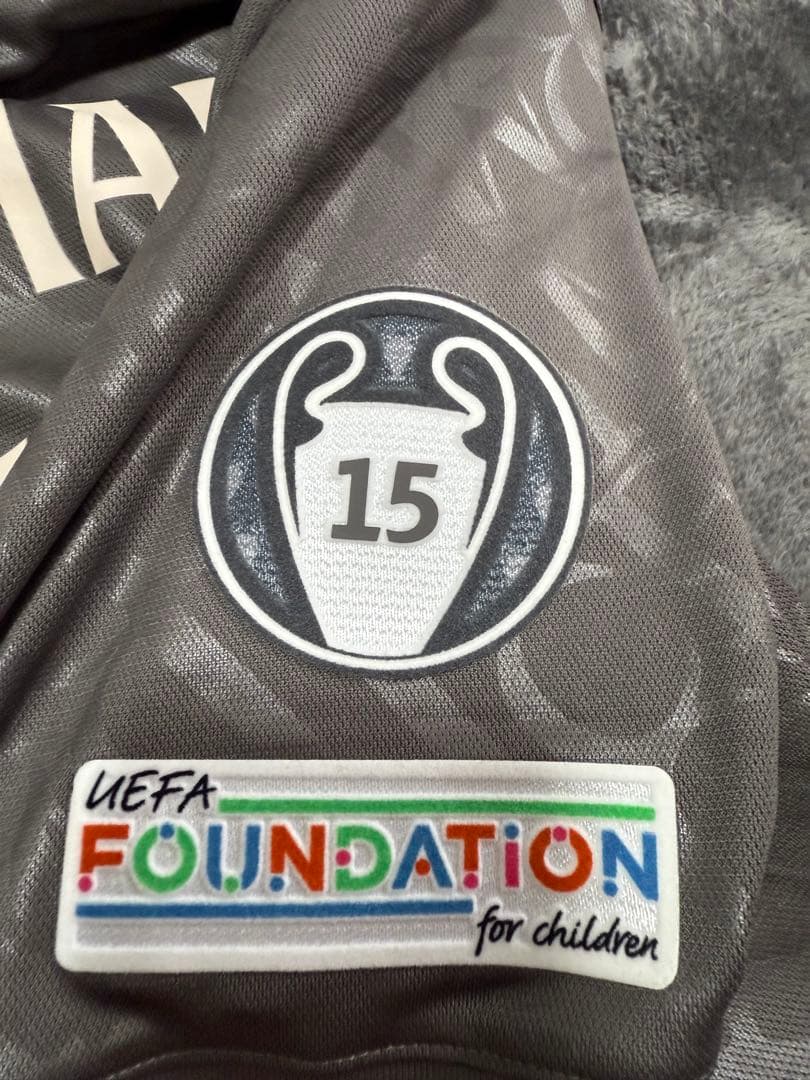 15
UEFA
FOUNDATION
for children